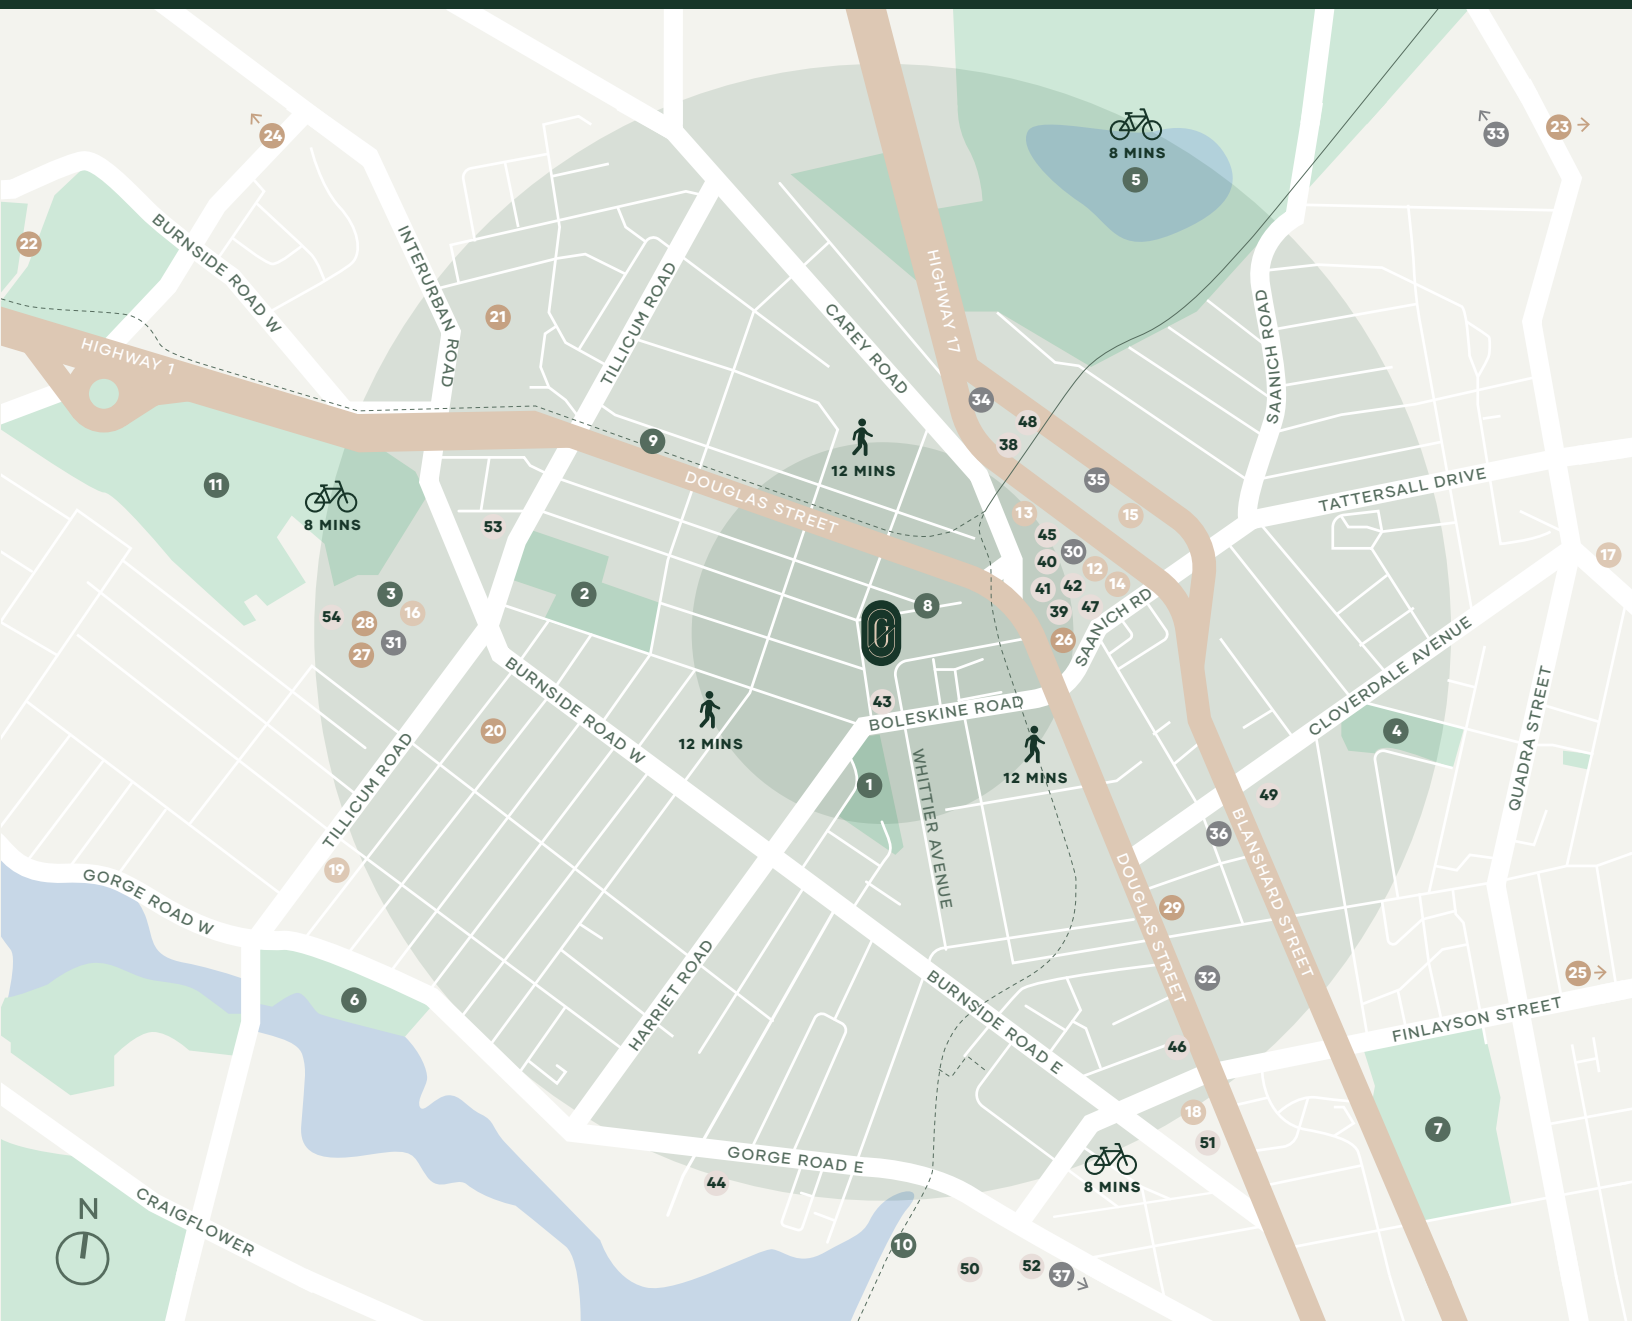 24
33
23
8 MINS
5
22
BURNSIDE ROAD W
INTERURBAN ROAD
21
TILLICUM ROAD
CAREY ROAD
HIGHWAY 17
SAANICH ROAD
HIGHWAY 1
34
48
38
9
12 MINS
35
TATTERSALL DRIVE
11
8 MINS
53
DOUGLAS STREET
13
15
45
30
40
12
17
41
42
14
39
47
SAANICH RD
26
3
54
28
16
31
27
2
8
43
BOLESKINE ROAD
CLOVERDALE AVENUE
4
QUADRA STREET
20
BURNSIDE ROAD W
12 MINS
12 MINS
1
WHITTIER AVENUE
49
36
TILLICUM ROAD
19
GORGE ROAD W
DOUGLAS STREET
BLANSHARD STREET
29
32
25
6
HARRIET ROAD
BURNSIDE ROAD E
FINLAYSON STREET
46
18
51
7
8 MINS
GORGE ROAD E
44
CRAIGFLOWER
N
10
50
52
37